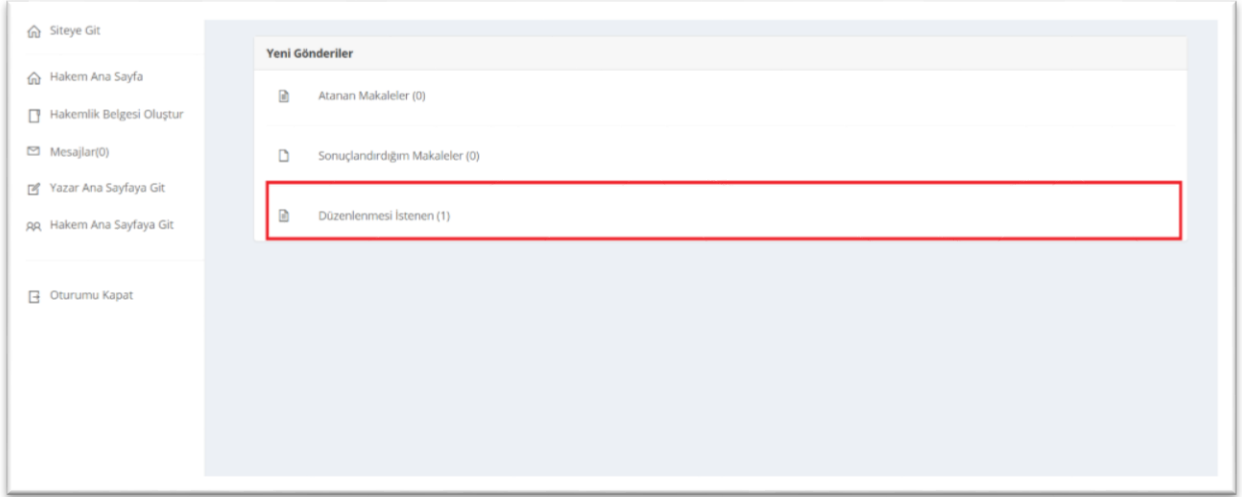 Siteye Git
Hakem Ana Sayfa
Hakemlik Belgesi Oluştur
Mesajlar(0)
Yazar Ana Sayfaya Git
Hakem Ana Sayfaya Git
Oturumu Kapat
Yeni Gönderiler
Atanan Makaleler (0)
Sonuçlandırdığım Makaleler (0)
Düzenlenmesi İstenen (1)